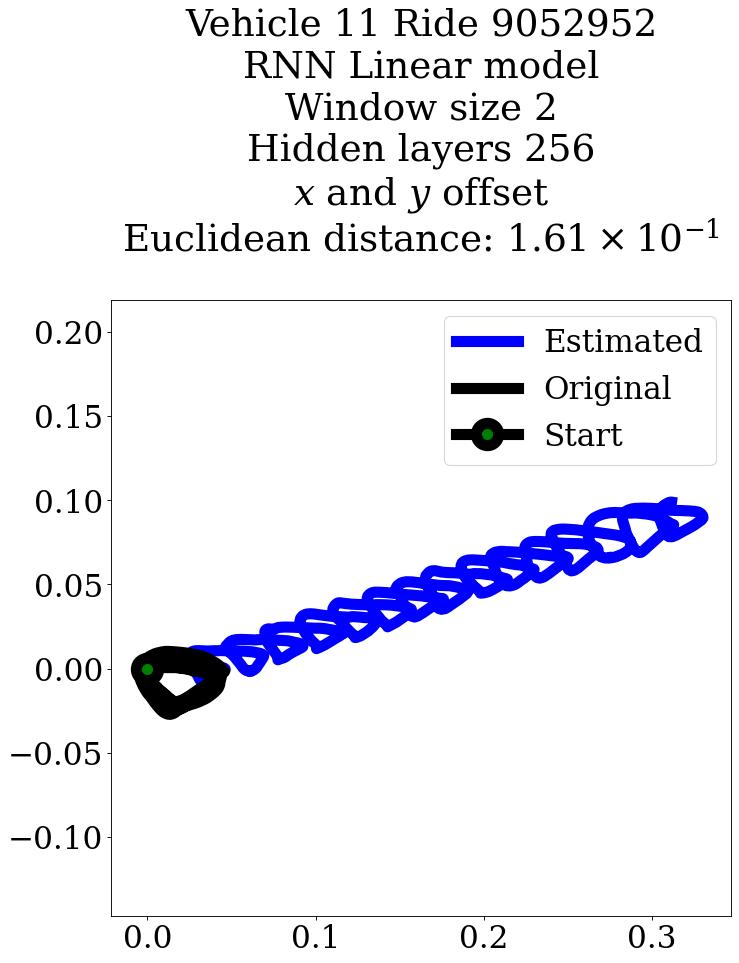 Vehicle 11 Ride 9052952
RNN Linear model
Window size 2
Hidden layers 256
x and y offset
Euclidean distance: 1.61 × 10⁻¹
Estimated
Original
Start
0.20
0.15
0.10
0.05
0.00
−0.05
−0.10
0.0 0.1 0.2 0.3